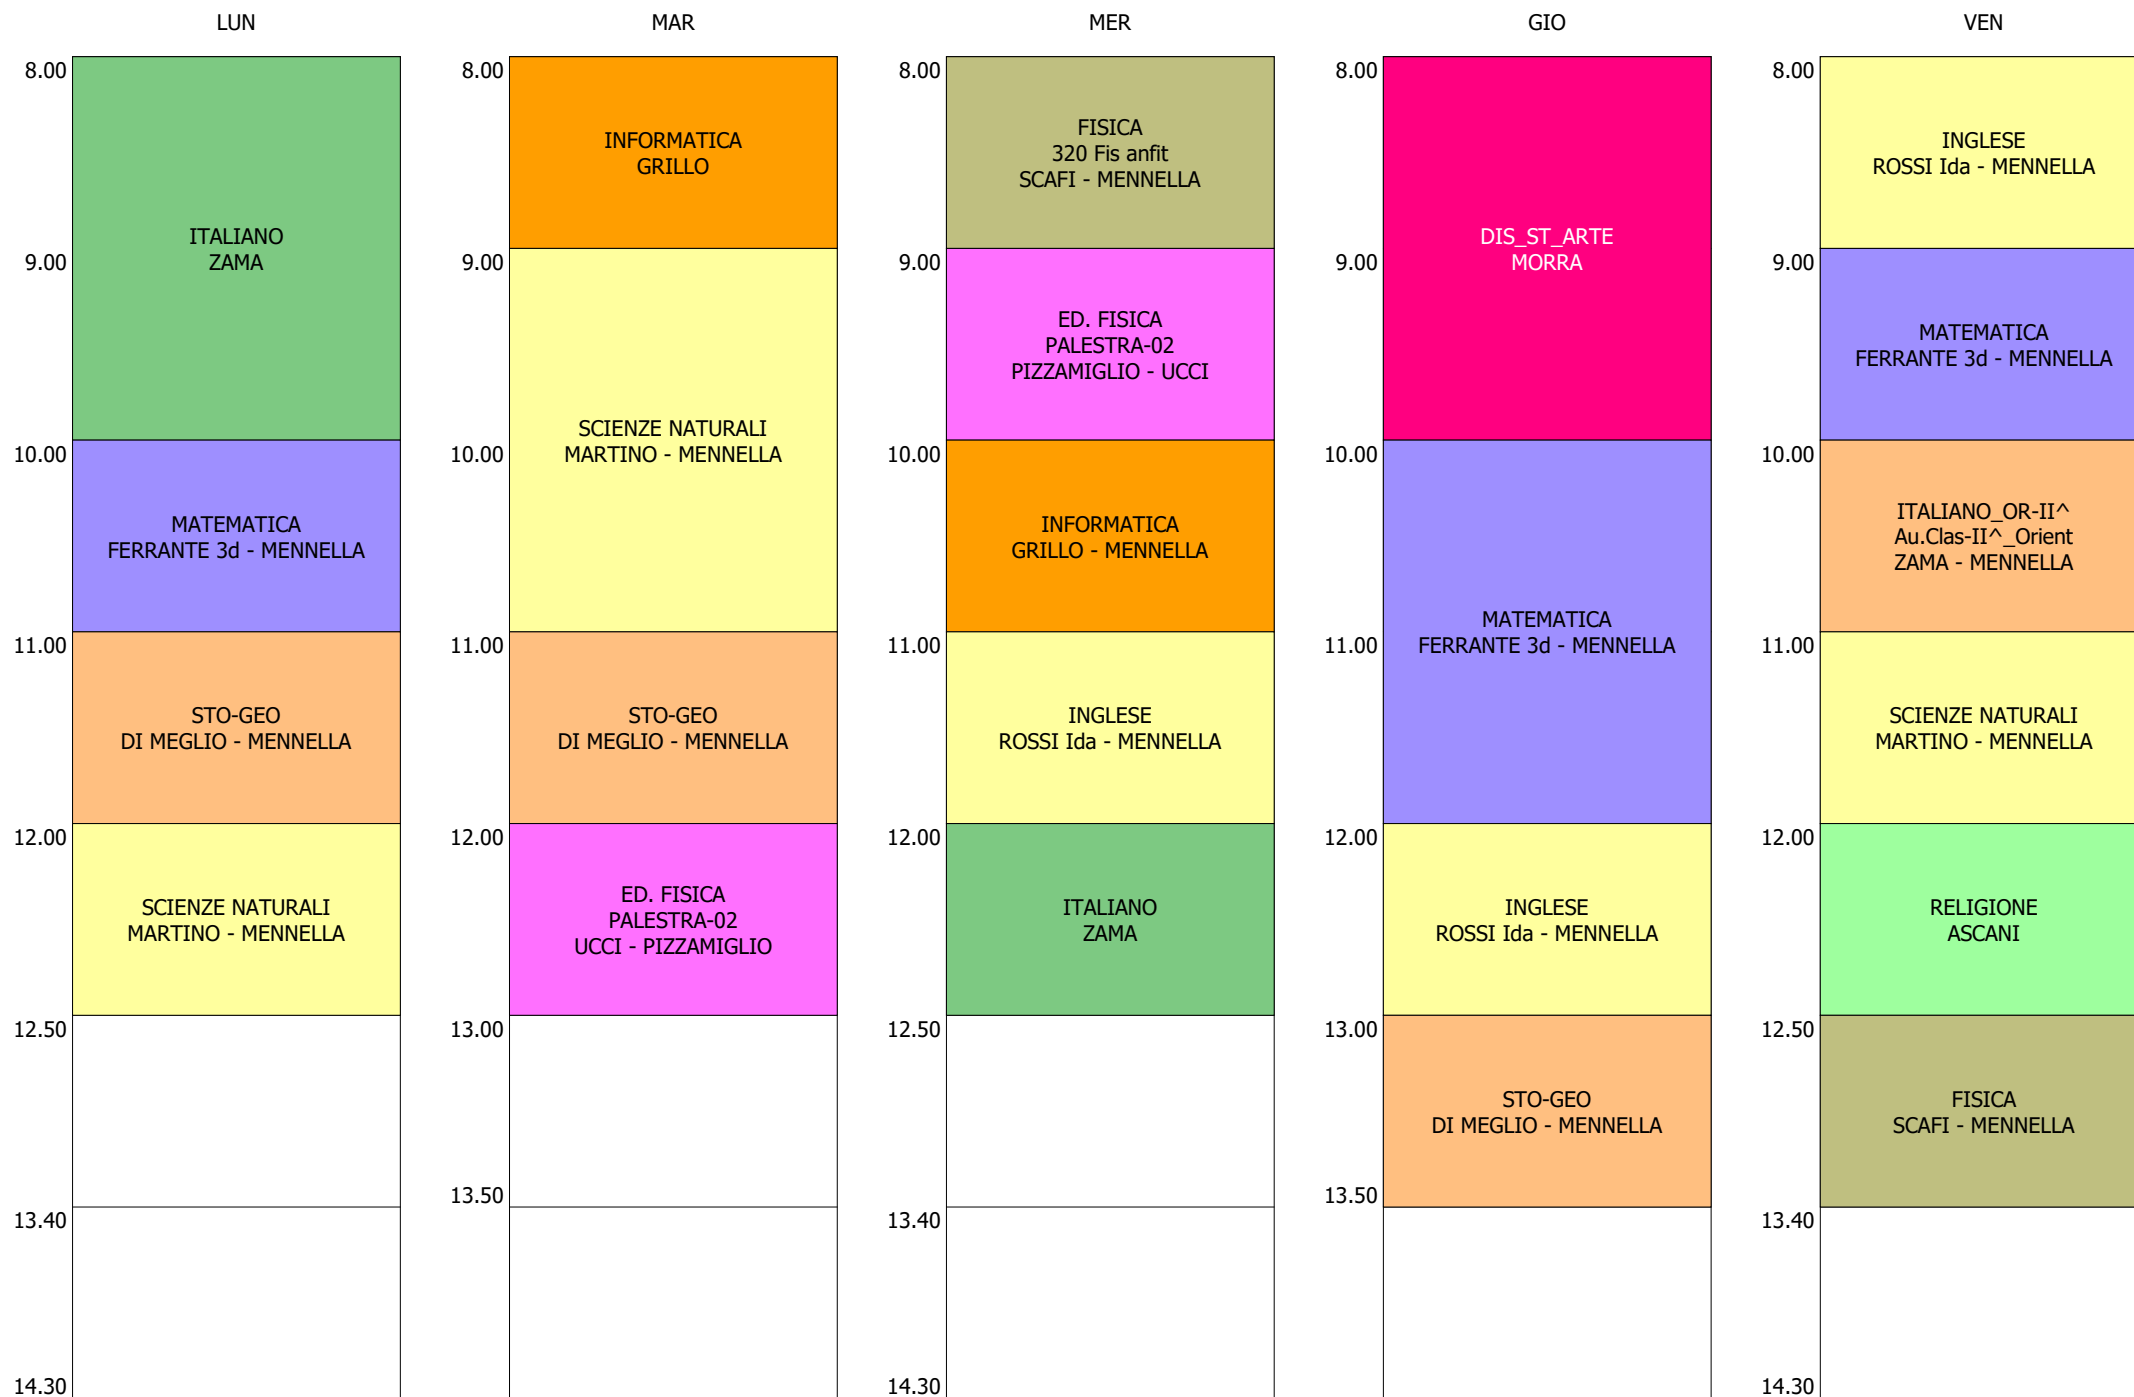 LUN
8.00
ITALIANO
ZAMA
9.00
10.00
MATEMATICA
FERRANTE 3d - MENNELLA
11.00
STO-GEO
DI MEGLIO - MENNELLA
12.00
SCIENZE NATURALI
MARTINO - MENNELLA
12.50
13.40
14.30
MAR
8.00
INFORMATICA
GRILLO
9.00
SCIENZE NATURALI
MARTINO - MENNELLA
10.00
11.00
STO-GEO
DI MEGLIO - MENNELLA
12.00
ED. FISICA
PALESTRA-02
UCCI - PIZZAMIGLIO
13.00
13.50
MER
8.00
FISICA
320 Fis anfit
SCAFI - MENNELLA
9.00
ED. FISICA
PALESTRA-02
PIZZAMIGLIO - UCCI
10.00
INFORMATICA
GRILLO - MENNELLA
11.00
INGLESE
ROSSI Ida - MENNELLA
12.00
ITALIANO
ZAMA
12.50
13.40
14.30
GIO
8.00
DIS_ST_ARTE
MORRA
9.00
10.00
MATEMATICA
FERRANTE 3d - MENNELLA
11.00
12.00
INGLESE
ROSSI Ida - MENNELLA
13.00
STO-GEO
DI MEGLIO - MENNELLA
13.50
VEN
8.00
INGLESE
ROSSI Ida - MENNELLA
9.00
MATEMATICA
FERRANTE 3d - MENNELLA
10.00
ITALIANO_OR-II^
Au.Clas-II^_Orient
ZAMA - MENNELLA
11.00
SCIENZE NATURALI
MARTINO - MENNELLA
12.00
RELIGIONE
ASCANI
12.50
FISICA
SCAFI - MENNELLA
13.40
14.30